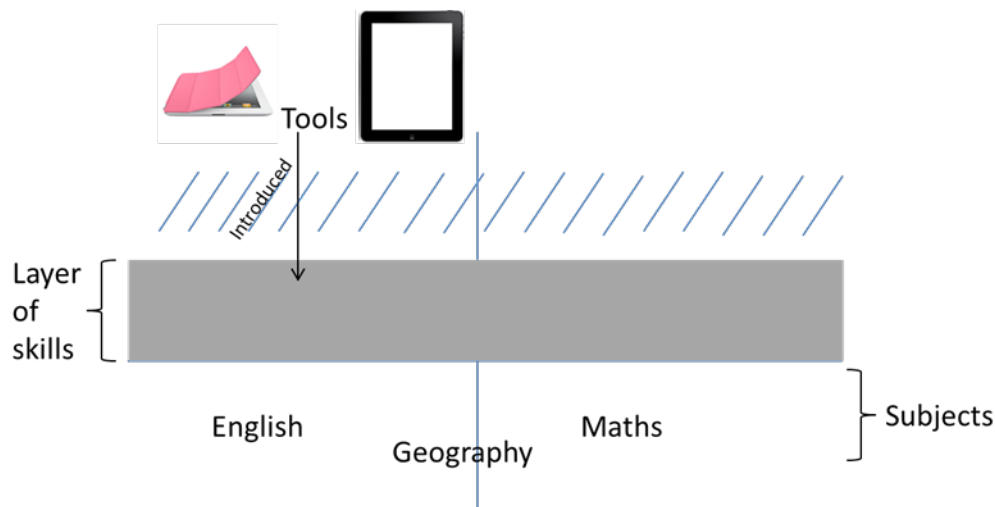 Tools
Introduced
Layer
of
skills
English
Maths
Geography
Subjects